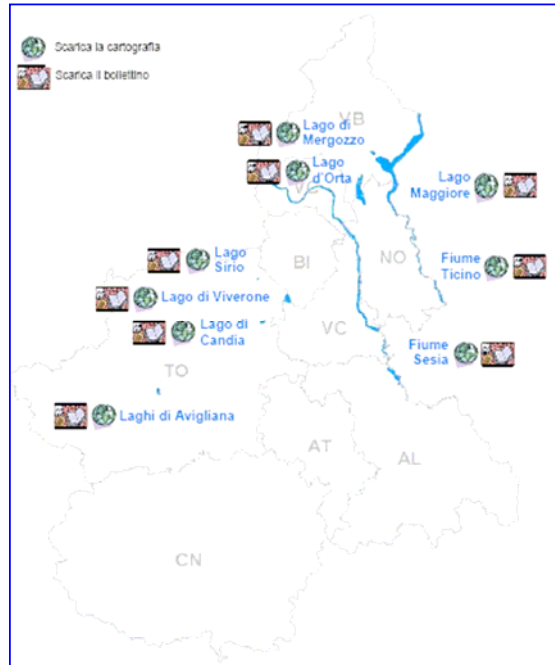 Scarica la cartografia
Scarica il bollettino
VB
Lago di
Mergozzo
Lago
d'Orta
Lago
Maggiore
Lago
Sirio
BI
NO
Fiume
Ticino
Lago di Viverone
Lago di
Candia
VC
Fiume
Sesia
TO
Laghi di Avigliana
AT
AL
CN